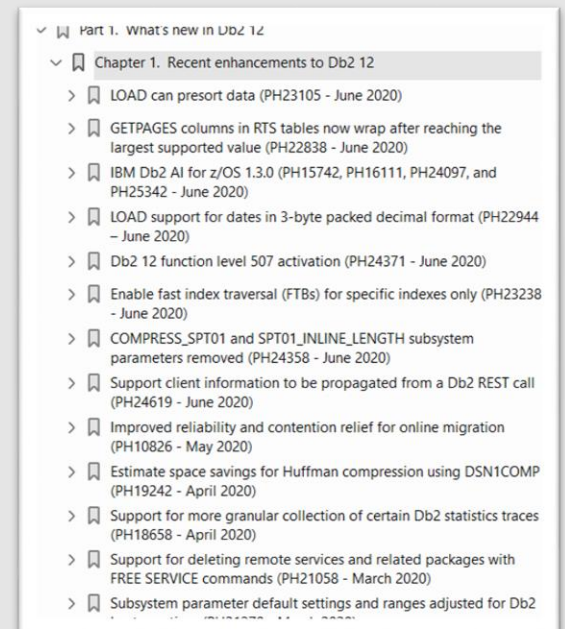 Part 1. What's new in Db2 12
Chapter 1. Recent enhancements to Db2 12
LOAD can presort data (PH23105 - June 2020)
GETPAGES columns in RTS tables now wrap after reaching the
largest supported value (PH22838 - June 2020)
IBM Db2 AI for z/OS 1.3.0 (PH15742, PH16111, PH24097, and
PH25342 - June 2020)
LOAD support for dates in 3-byte packed decimal format (PH22944
– June 2020)
Db2 12 function level 507 activation (PH24371 - June 2020)
Enable fast index traversal (FTBs) for specific indexes only (PH23238
- June 2020)
COMPRESS_SPT01 and SPT01_INLINE_LENGTH subsystem
parameters removed (PH24358 - June 2020)
Support client information to be propagated from a Db2 REST call
(PH24619 - June 2020)
Improved reliability and contention relief for online migration
(PH10826 - May 2020)
Estimate space savings for Huffman compression using DSN1COMP
(PH19242 - April 2020)
Support for more granular collection of certain Db2 statistics traces
(PH18658 - April 2020)
Support for deleting remote services and related packages with
FREE SERVICE commands (PH21058 - March 2020)
Subsystem parameter default settings and ranges adjusted for Db2